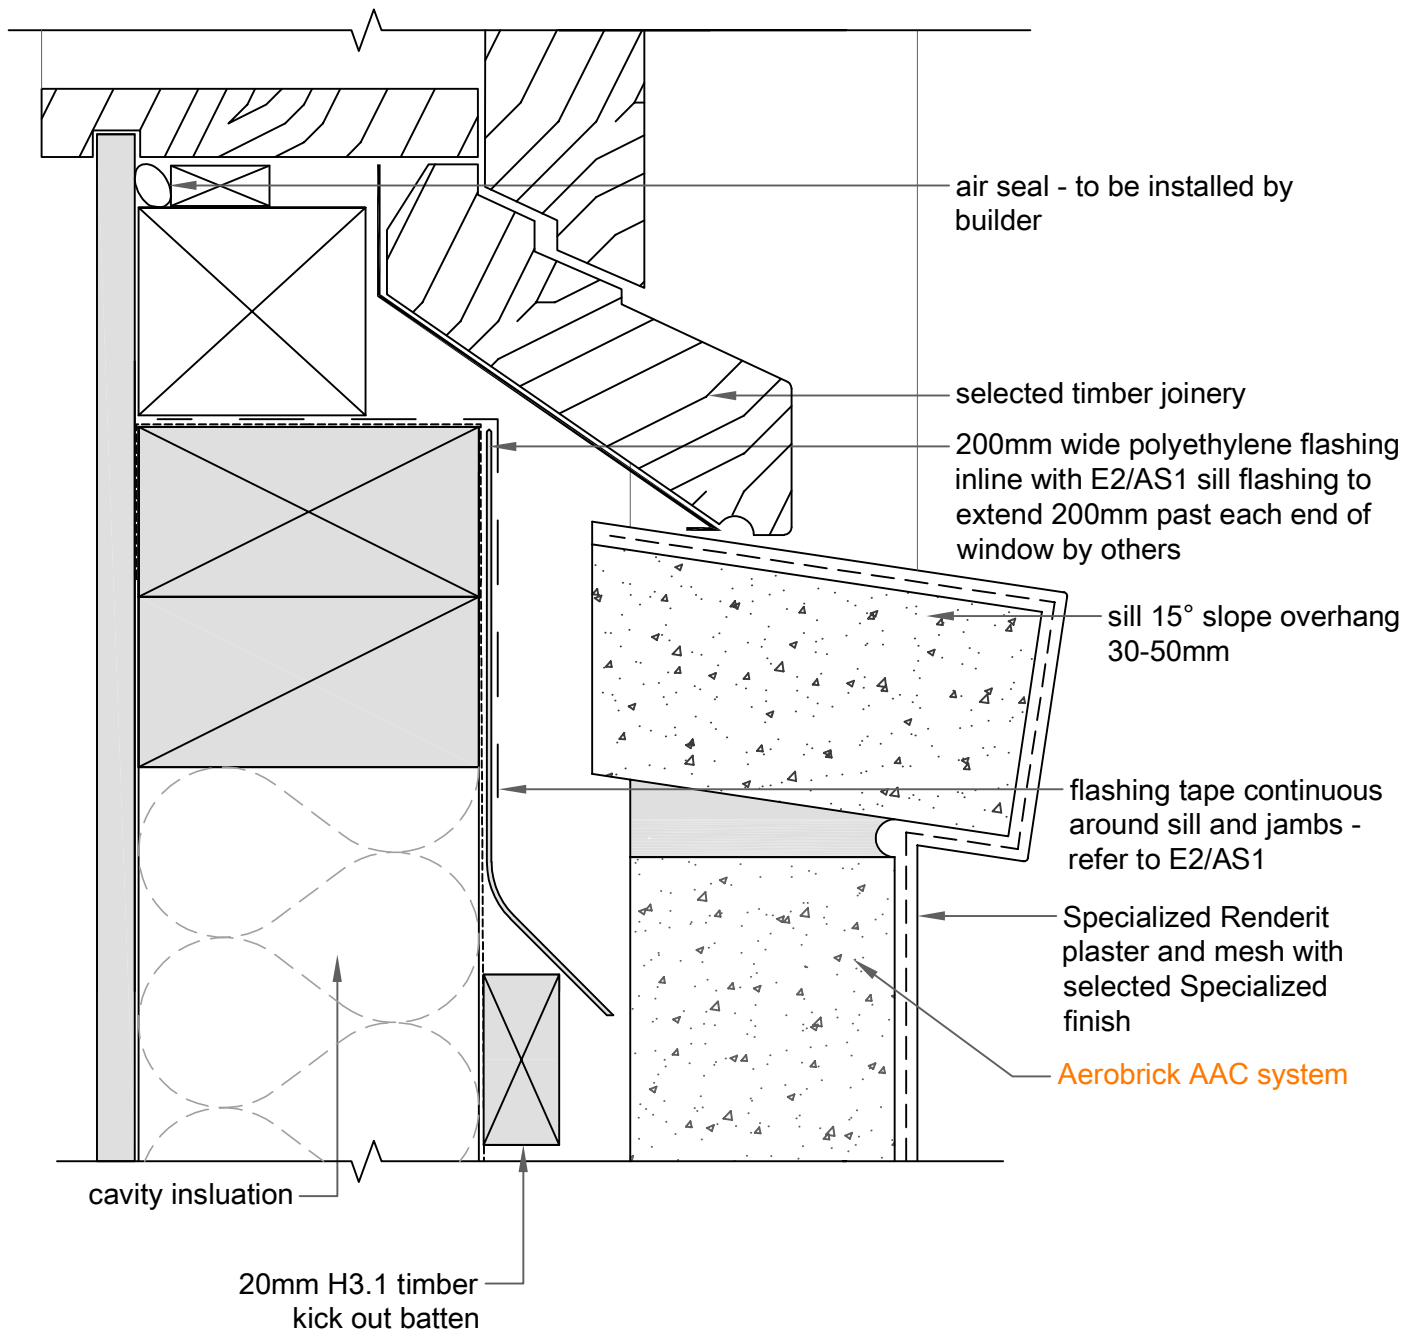 air seal - to be installed by
builder
selected timber joinery
200mm wide polyethylene flashing
inline with E2/AS1 sill flashing to
extend 200mm past each end of
window by others
sill 15° slope overhang
30-50mm
flashing tape continuous
around sill and jambs -
refer to E2/AS1
Specialized Renderit
plaster and mesh with
selected Specialized
finish
Aerobrick AAC system
cavity insluation
20mm H3.1 timber
kick out batten